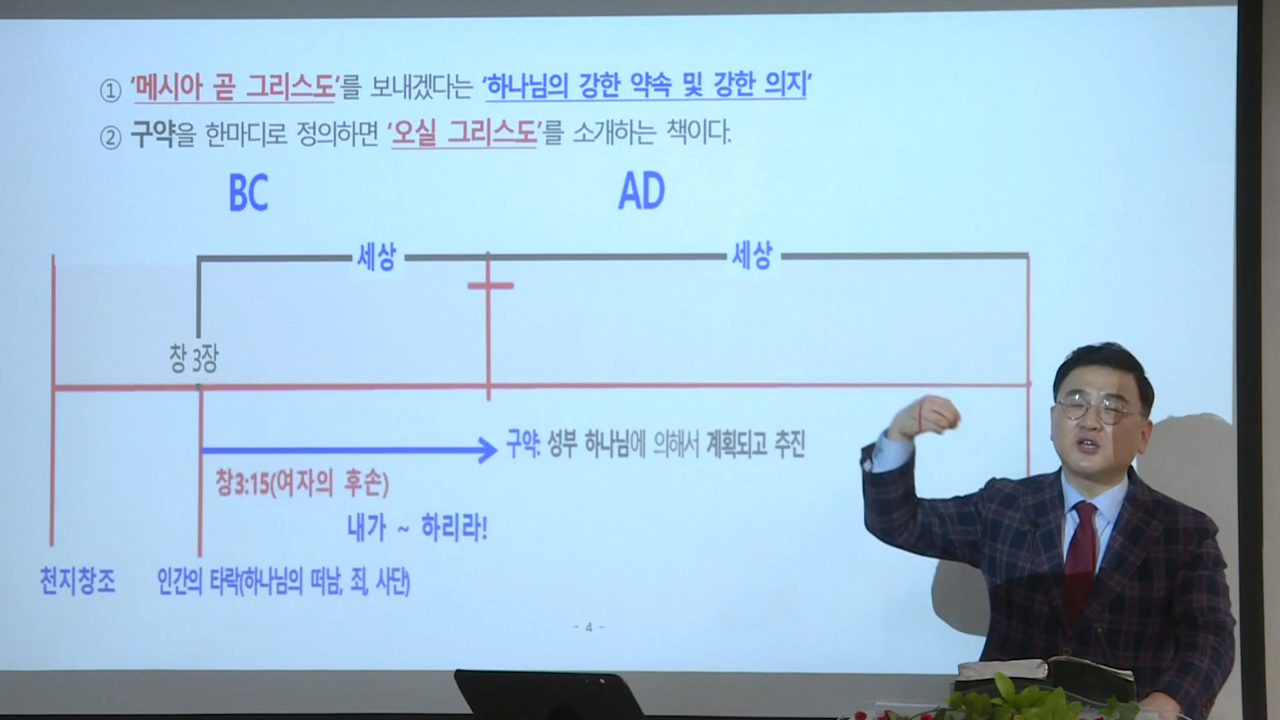 ① '메시아 곧 그리스도'를 보내겠다는 '하나님의 강한 약속 및 강한 의지'
② 구약을 한마디로 정의하면 '오실 그리스도'를 소개하는 책이다.
BC AD
세상 세상
창 3장
구약: 성부 하나님에 의해서 계획되고 추진
창3:15(여자의 후손)
내가 ~ 하리라!
천지창조 인간의 타락(하나님의 떠남, 죄, 사단)
- 4 -